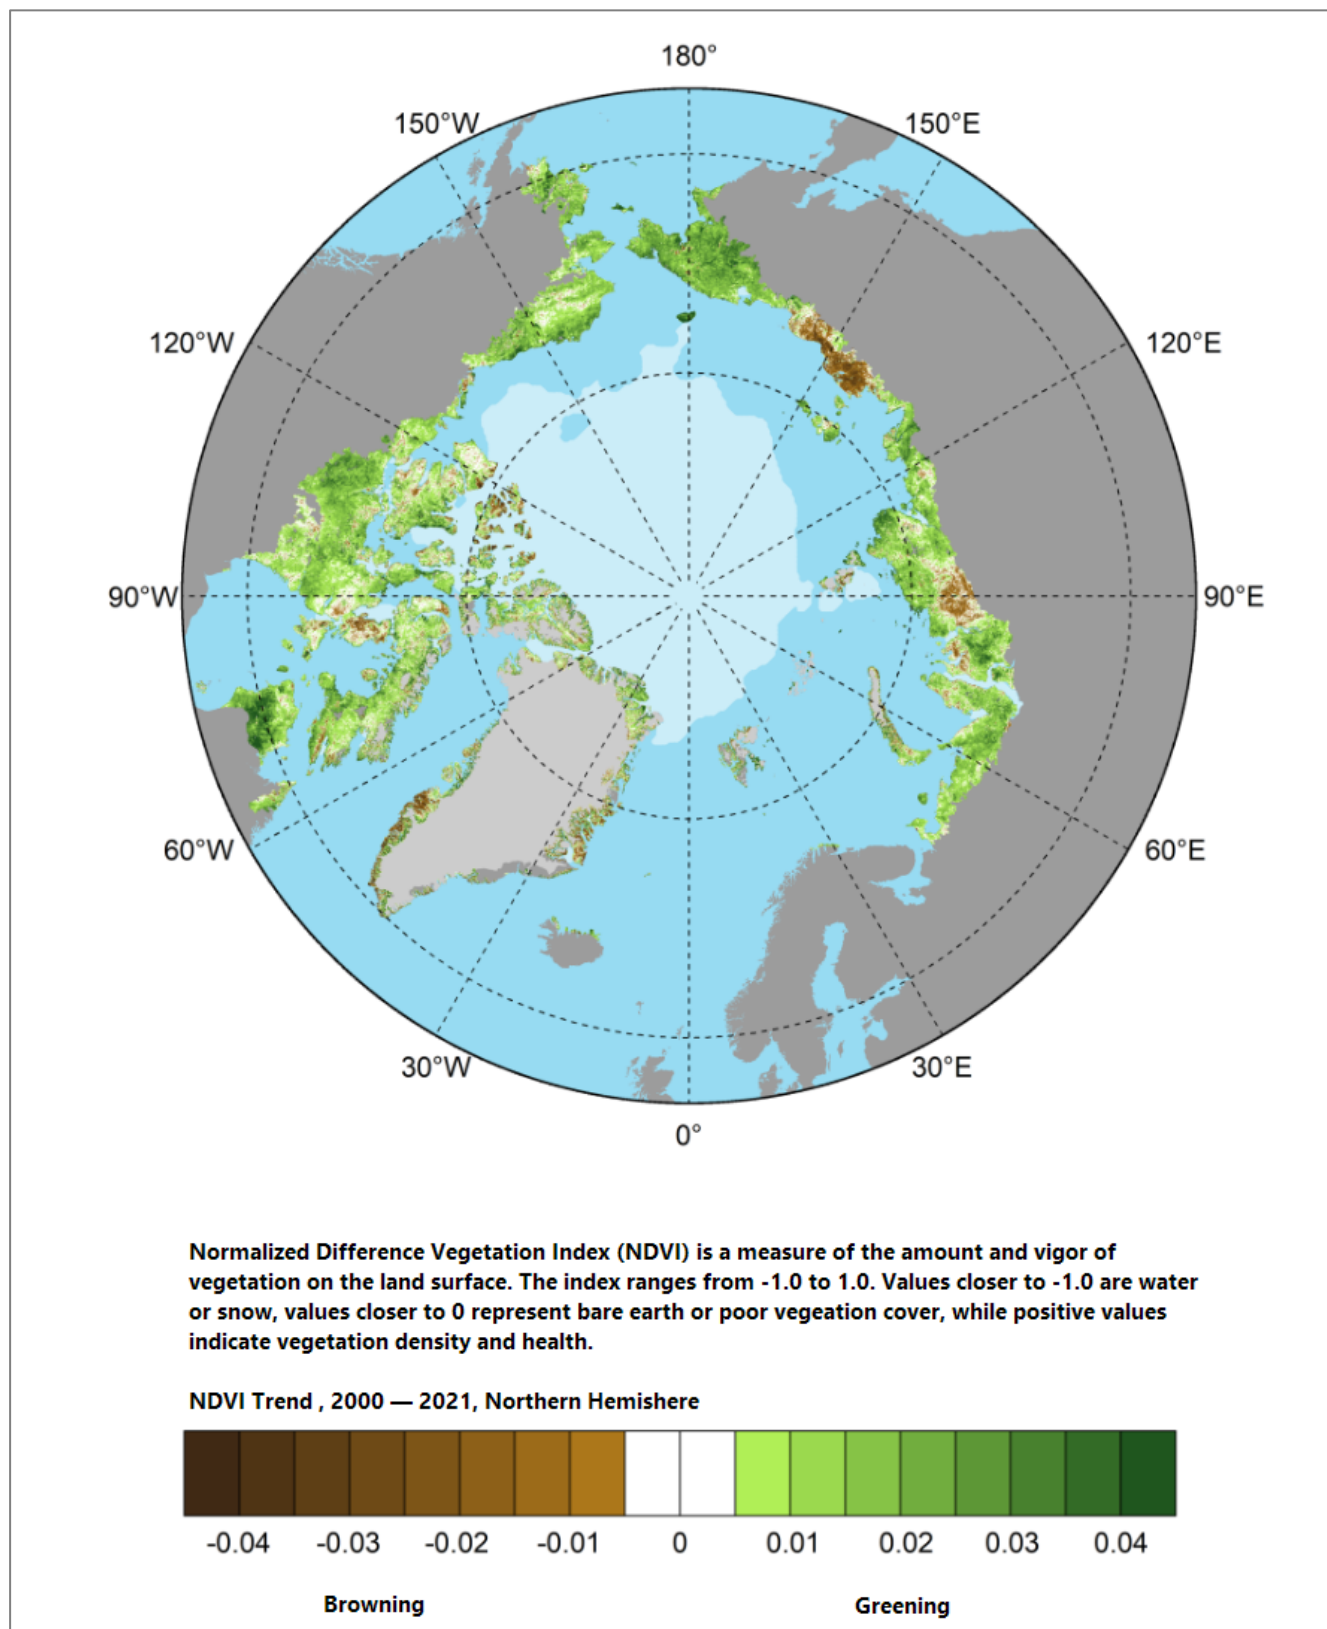 180°
150°W
150°E
120°W
120°E
90°W
90°E
60°W
60°E
30°W
30°E
0°
Normalized Difference Vegetation Index (NDVI) is a measure of the amount and vigor of
vegetation on the land surface. The index ranges from -1.0 to 1.0. Values closer to -1.0 are water
or snow, values closer to 0 represent bare earth or poor vegeation cover, while positive values
indicate vegetation density and health.
NDVI Trend , 2000 — 2021, Northern Hemishere
-0.04 -0.03 -0.02 -0.01 0 0.01 0.02 0.03 0.04
Browning Greening